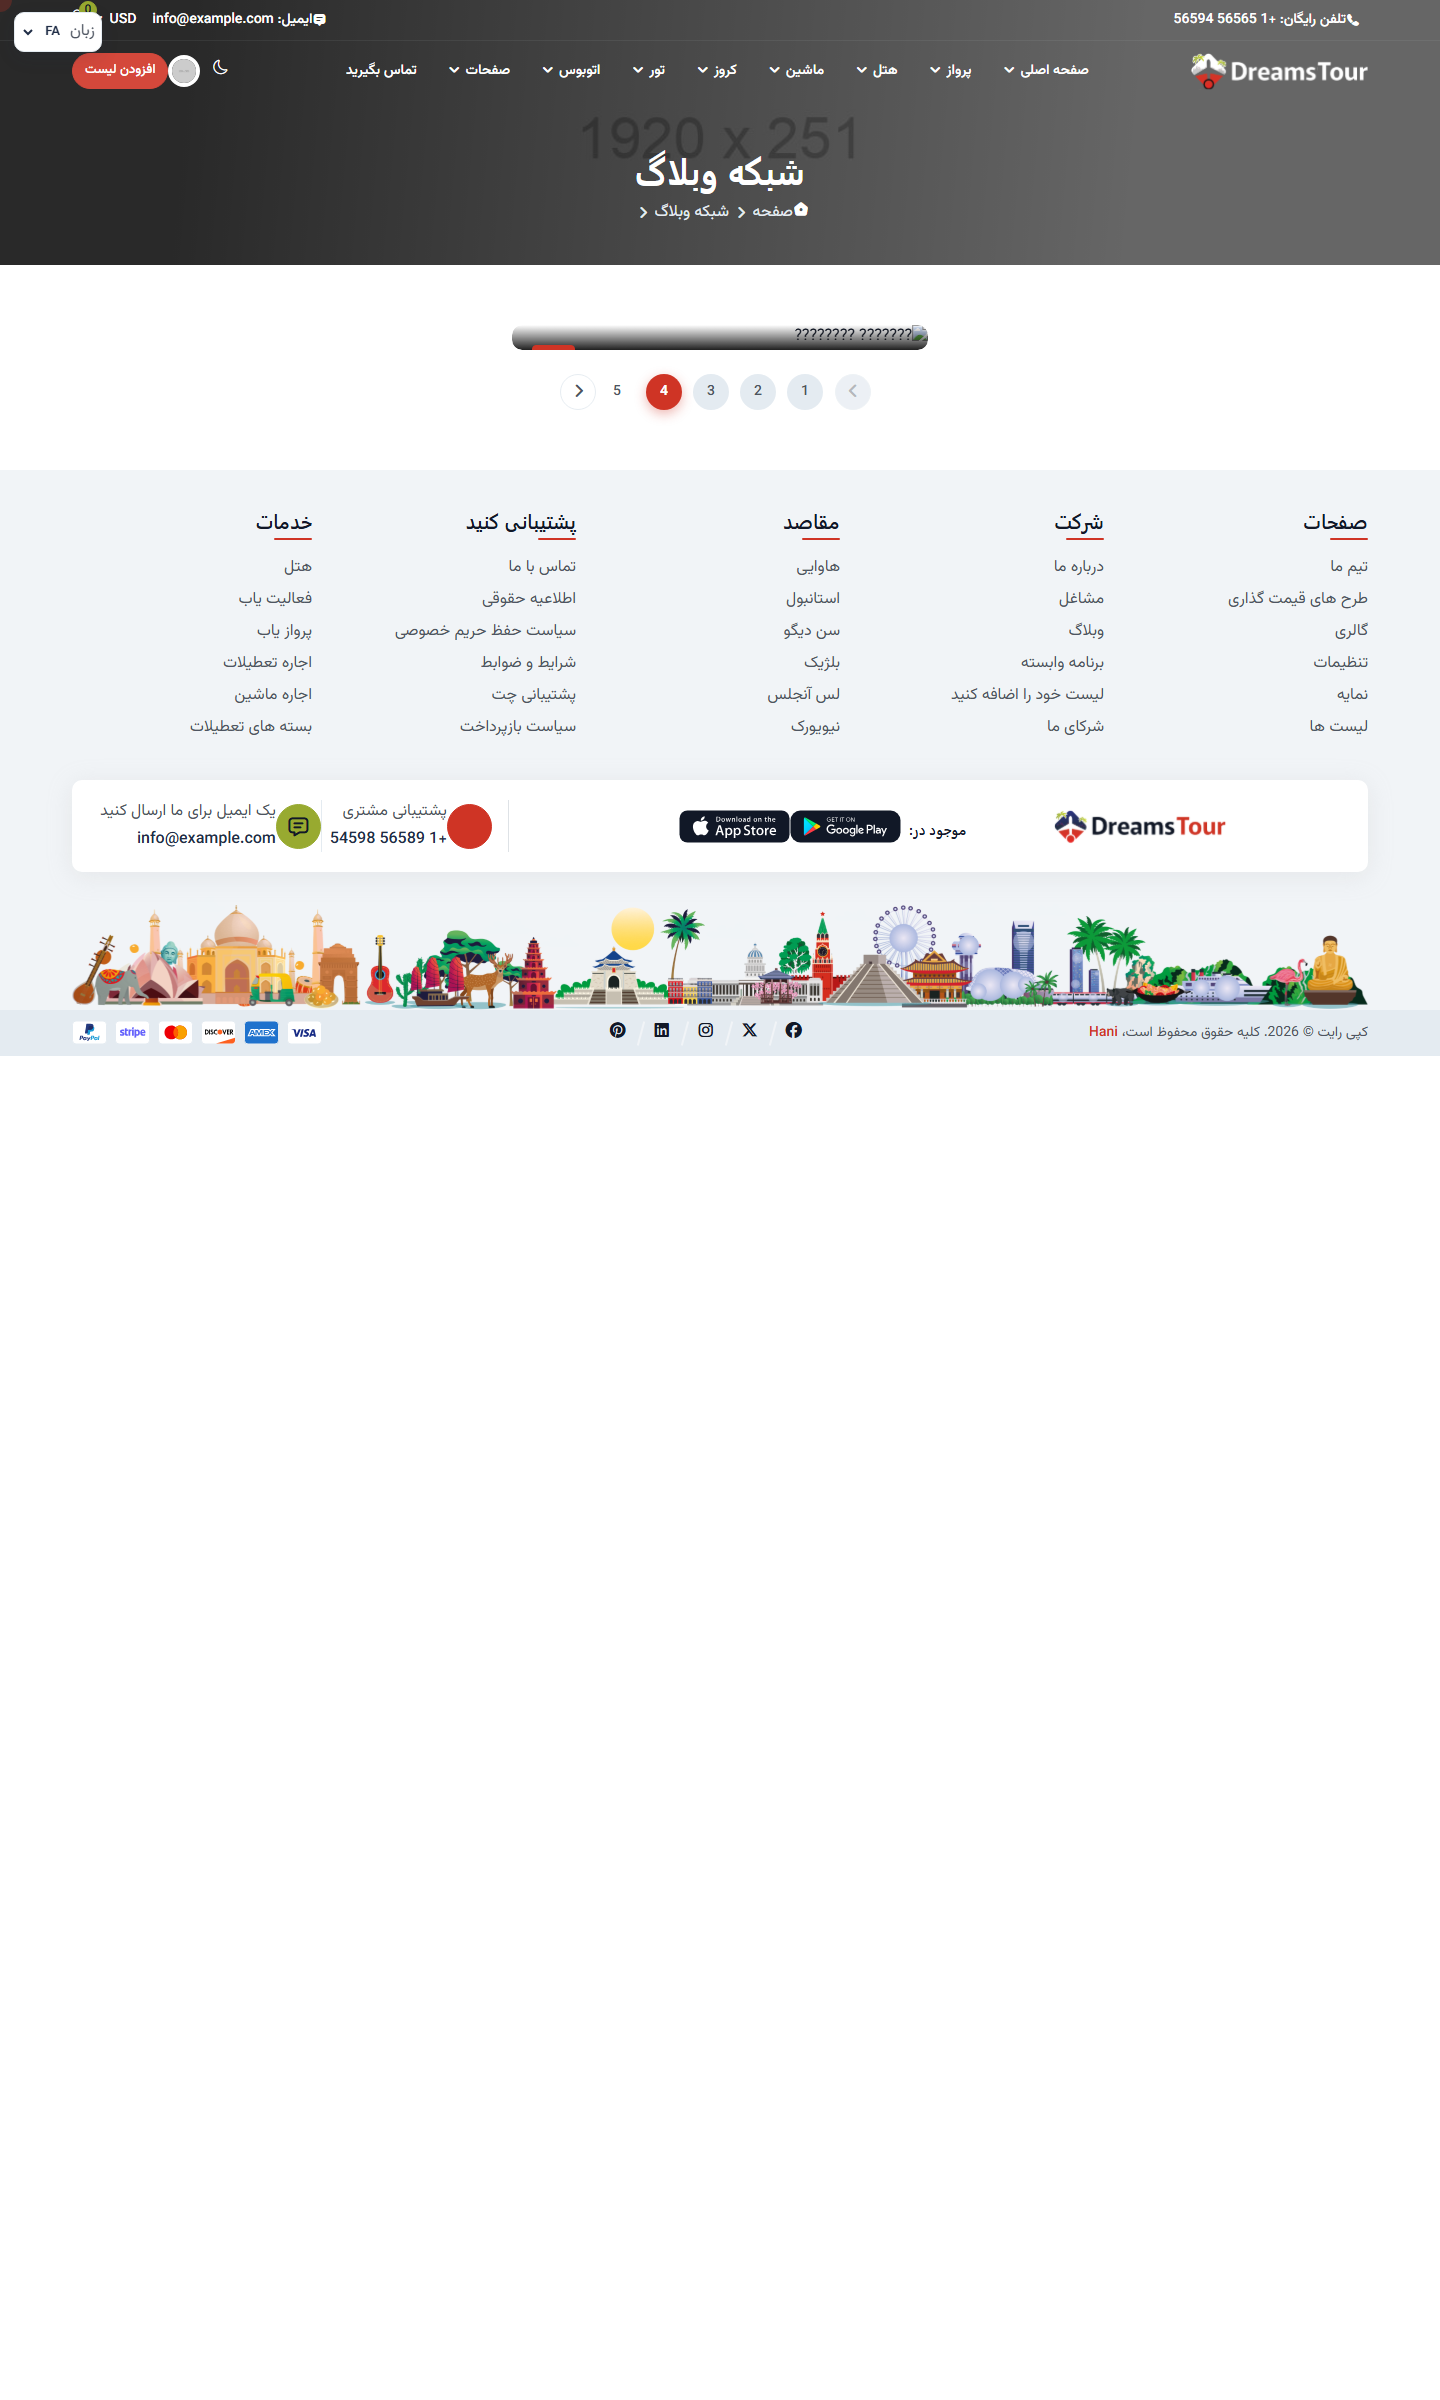 تلفن رایگان: +1 56565 56594
ایمیل: info@example.com
USD
0
زبان FA
DreamsTour
صفحه اصلی
پرواز
هتل
ماشین
کروز
تور
اتوبوس
صفحات
تماس بگیرید
افزودن لیست
1920 x 251
شبکه وبلاگ
صفحه
شبکه وبلاگ
??????? ????????
1 2 3 4 5
صفحات
تیم ما
طرح های قیمت گذاری
گالری
تنظیمات
نمایه
لیست ها
شرکت
درباره ما
مشاغل
وبلاگ
برنامه وابسته
لیست خود را اضافه کنید
شرکای ما
مقاصد
هاوایی
استانبول
سن دیگو
بلژیک
لس آنجلس
نیویورک
پشتیبانی کنید
تماس با ما
اطلاعیه حقوقی
سیاست حفظ حریم خصوصی
شرایط و ضوابط
پشتیبانی چت
سیاست بازپرداخت
خدمات
هتل
فعالیت یاب
پرواز یاب
اجاره تعطیلات
اجاره ماشین
بسته های تعطیلات
DreamsTour
موجود در:
GET IT ON
Google Play
Download on the
App Store
پشتیبانی مشتری
+1 56589 54598
یک ایمیل برای ما ارسال کنید
info@example.com
کپی رایت © 2026. کلیه حقوق محفوظ است، Hani
VISA
AMEX
DISCOVER
stripe
PayPal